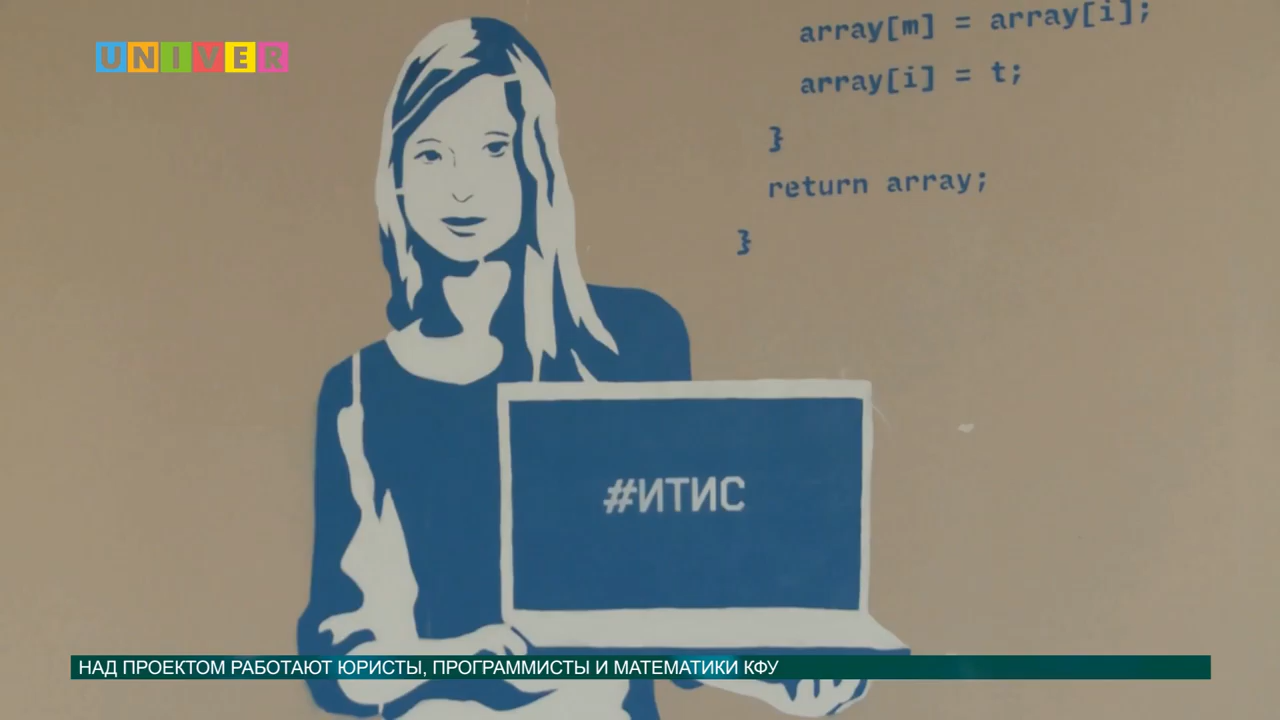 UNIVER
array[m] = array[i];
array[i] = t;
}
return array;
}
#ИТИС
НАД ПРОЕКТОМ РАБОТАЮТ ЮРИСТЫ, ПРОГРАММИСТЫ И МАТЕМАТИКИ КФУ